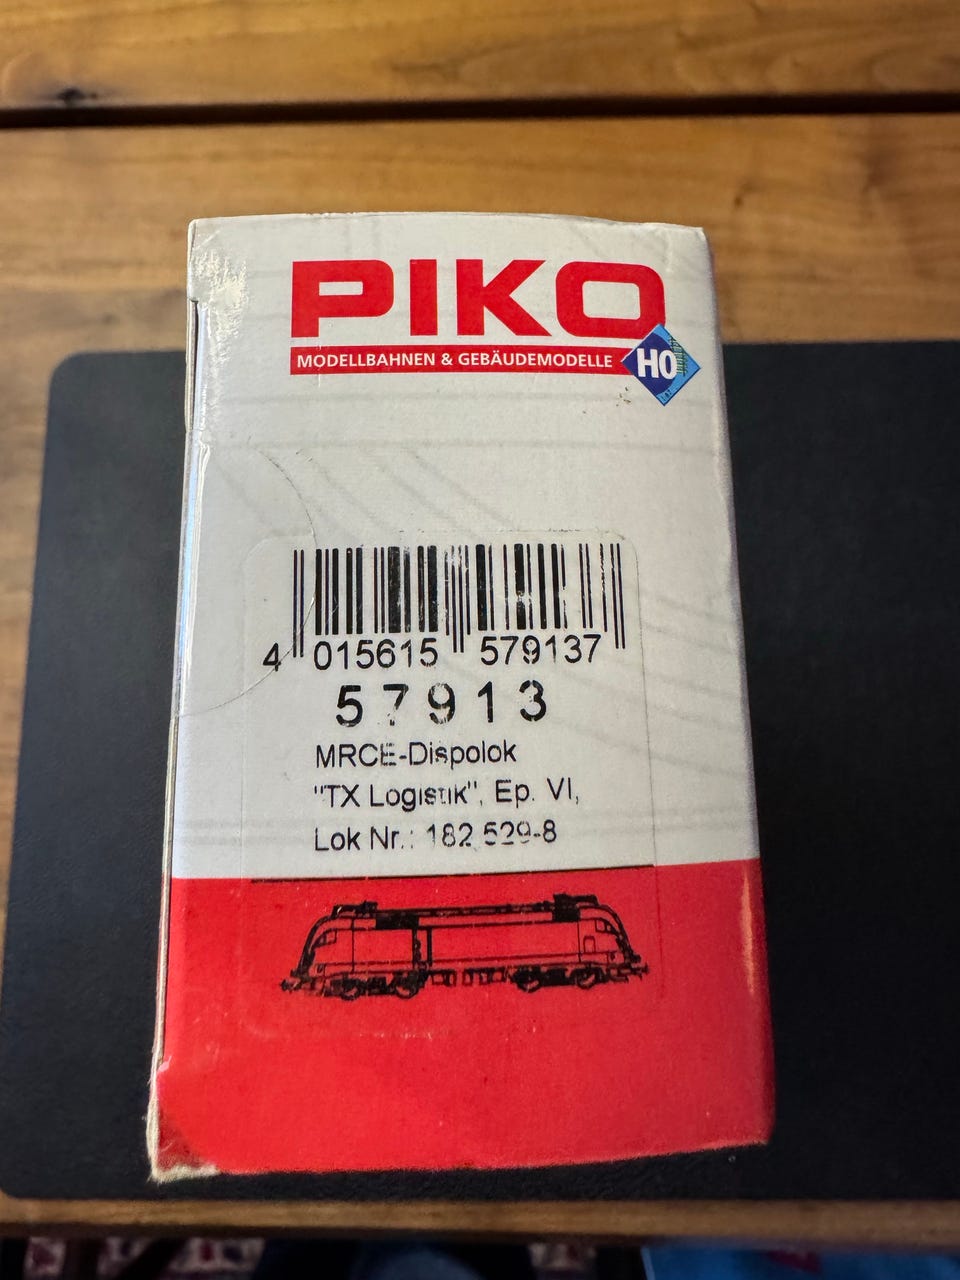 PIKO
MODELLBAHNEN & GEBÄUDEMODELLE
H0
4 015615 579137
57913
MRCE-Dispolok
"TX Logistik", Ep. VI,
Lok Nr.: 182 529-8